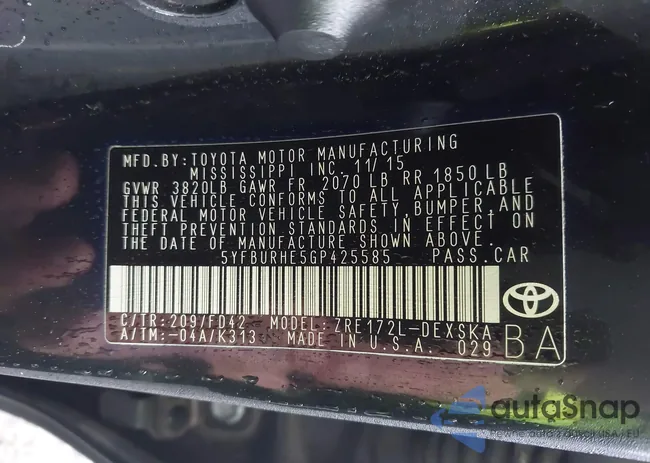 MFD.BY: TOYOTA MOTOR MANUFACTURING
MISSISSIPPI INC. 11/15
GVWR 3820LB GAWR FR 2070 LB RR 1850 LB
THIS VEHICLE CONFORMS TO ALL APPLICABLE
FEDERAL MOTOR VEHICLE SAFETY, BUMPER, AND
THEFT PREVENTION STANDARDS IN EFFECT ON
THE DATE OF MANUFACTURE SHOWN ABOVE.
5YFBURHE5GP425585 PASS.CAR
C/TR: 209/FD42 MODEL: ZRE172L-DEXSKA
A/TM: -04A/K313 MADE IN U.S.A. 029 BA
autoSnap